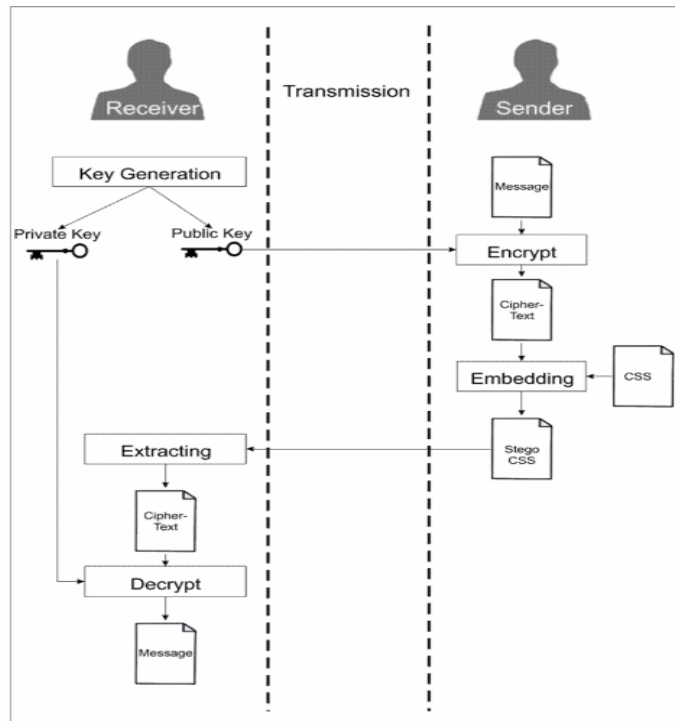 Receiver
Transmission
Sender
Key Generation
Message
Private Key
Public Key
Encrypt
Cipher-
Text
Embedding
CSS
Extracting
Stego
CSS
Cipher-
Text
Decrypt
Message